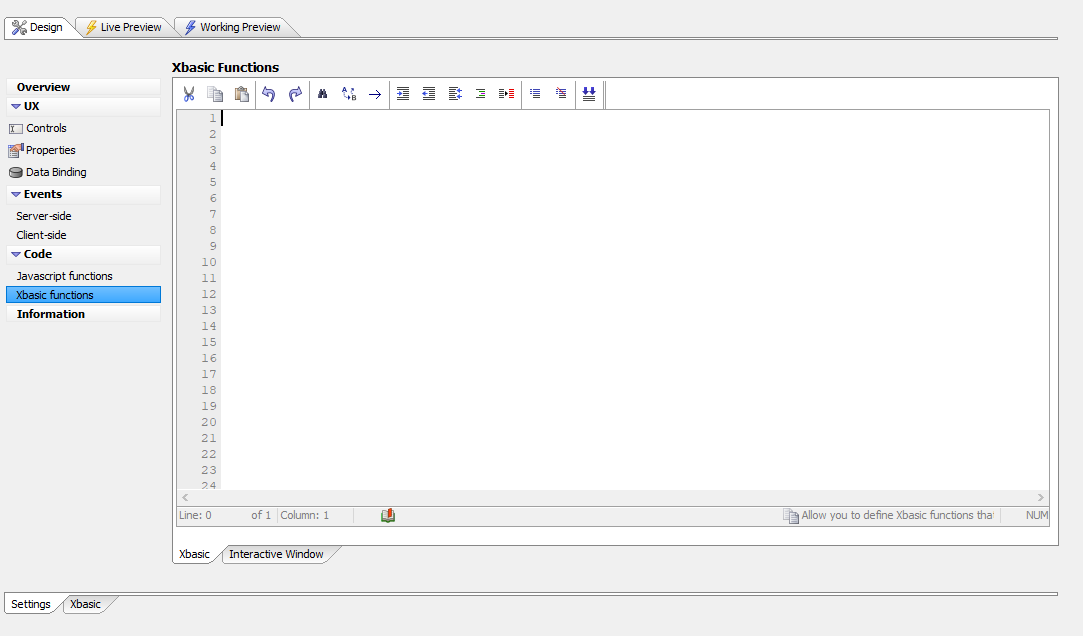 Design Live Preview Working Preview
Xbasic Functions
Overview
UX
Controls
Properties
Data Binding
Events
Server-side
Client-side
Code
Javascript functions
Xbasic functions
Information
1
2
3
4
5
6
7
8
9
10
11
12
13
14
15
16
17
18
19
20
21
22
23
24
Line: 0 of 1 Column: 1 Allow you to define Xbasic functions tha NUM
Xbasic Interactive Window
Settings Xbasic